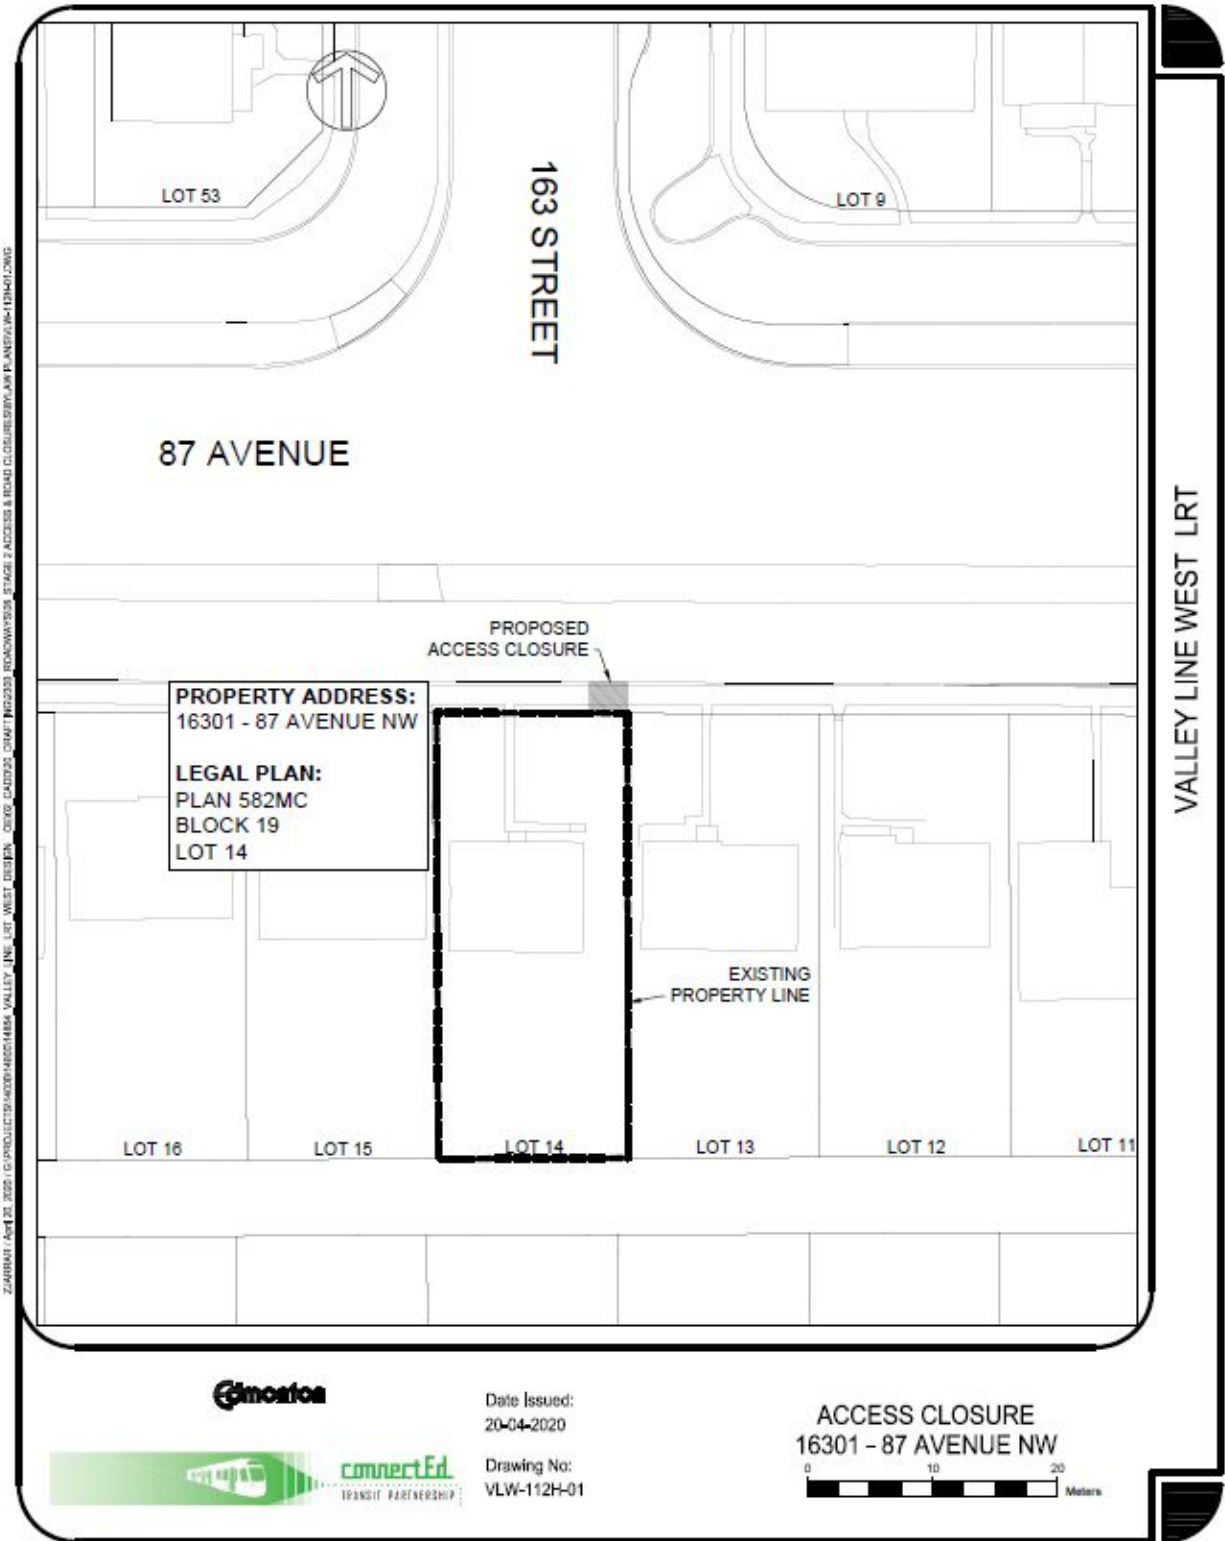 LOT 53
163 STREET
LOT 9
87 AVENUE
PROPOSED
ACCESS CLOSURE
PROPERTY ADDRESS:
16301 - 87 AVENUE NW
LEGAL PLAN:
PLAN 582MC
BLOCK 19
LOT 14
EXISTING
PROPERTY LINE
LOT 16
LOT 15
LOT 14
LOT 13
LOT 12
LOT 11
VALLEY LINE WEST LRT
Edmonton
connectEd
TRANSIT PARTNERSHIP
Date Issued:
20-04-2020
Drawing No:
VLW-112H-01
ACCESS CLOSURE
16301 - 87 AVENUE NW
0 10 20
Meters